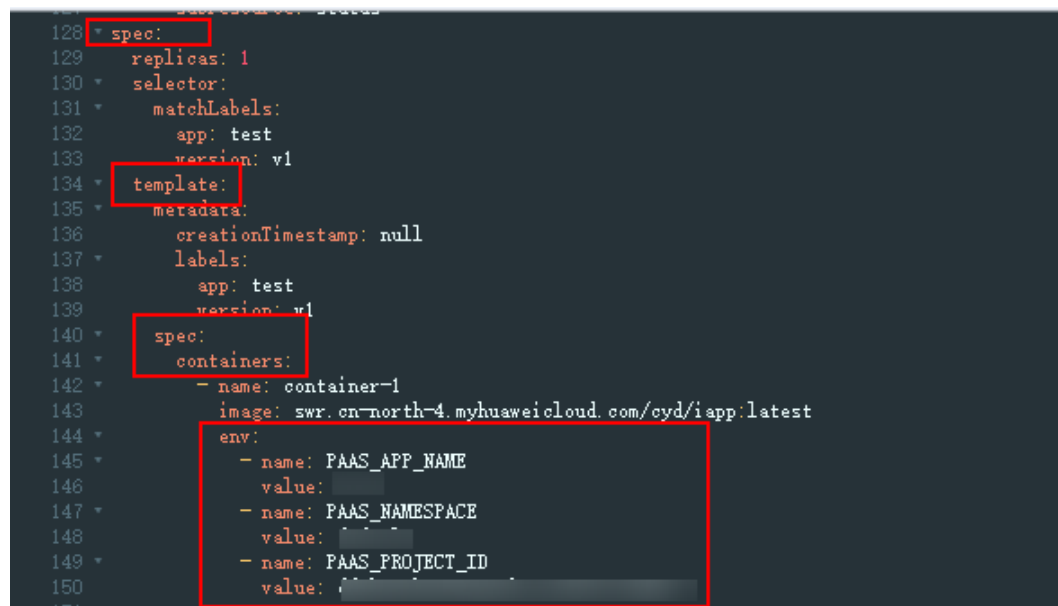 128 spec:
129 replicas: 1
130 selector:
131 matchLabels:
132 app: test
133 version: v1
134 template:
135 metadata:
136 creationTimestamp: null
137 labels:
138 app: test
139 version: v1
140 spec:
141 containers:
142 - name: container-1
143 image: swr.cn-north-4.myhuaweicloud.com/cyd/iapp:latest
144 env:
145 - name: PAAS_APP_NAME
146 value:
147 - name: PAAS_NAMESPACE
148 value:
149 - name: PAAS_PROJECT_ID
150 value: